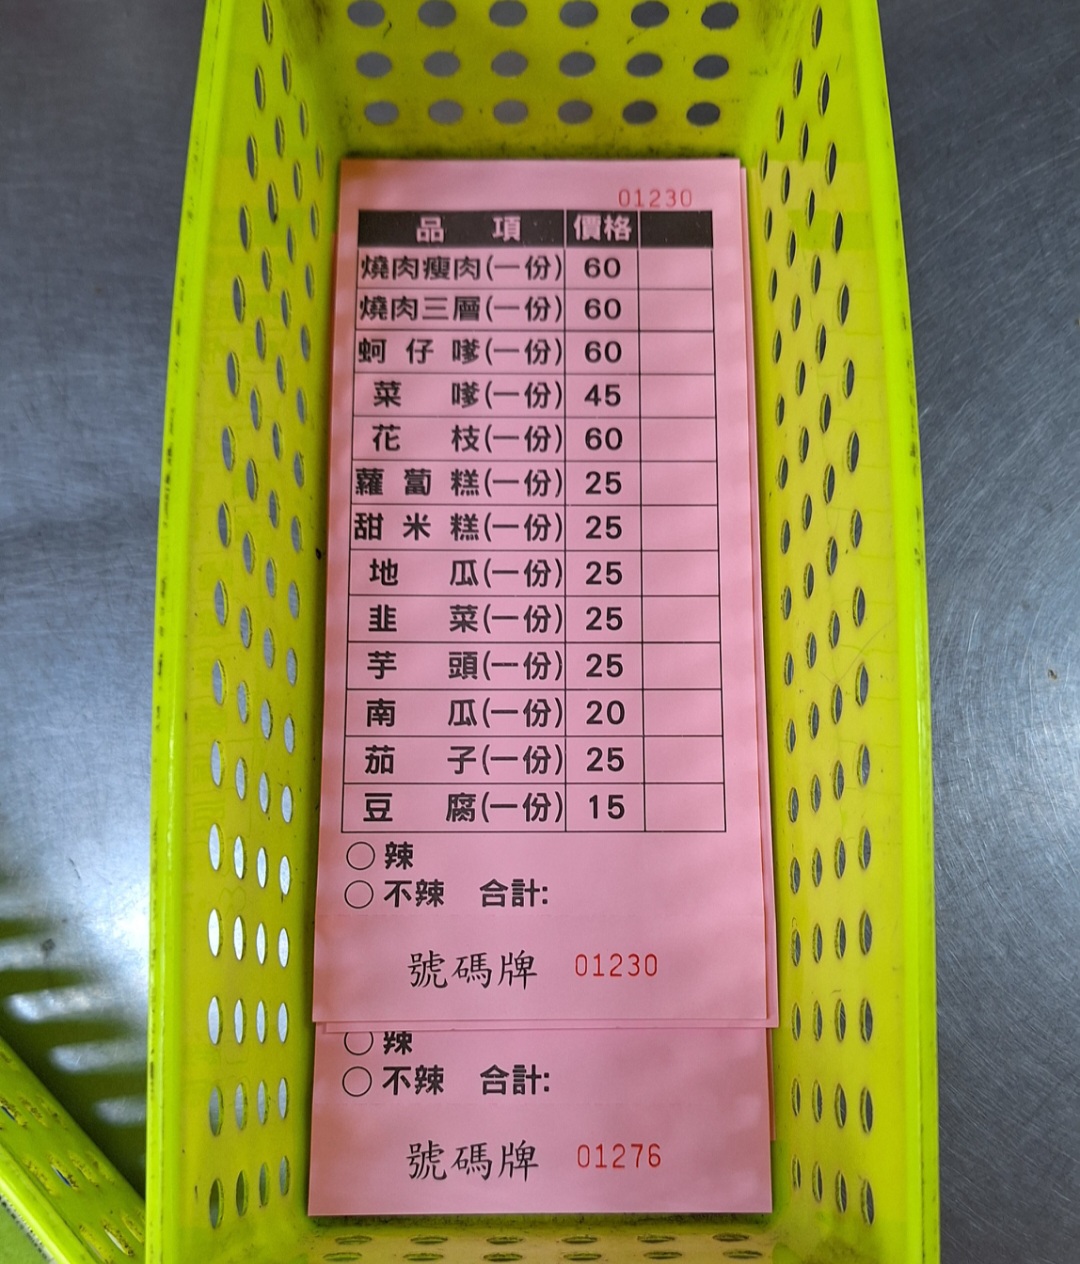 01230
品項 價格
燒肉瘦肉(一份) 60
燒肉三層(一份) 60
蚵仔嗲(一份) 60
菜嗲(一份) 45
花枝(一份) 60
蘿蔔糕(一份) 25
甜米糕(一份) 25
地瓜(一份) 25
韭菜(一份) 25
芋頭(一份) 25
南瓜(一份) 20
茄子(一份) 25
豆腐(一份) 15
○ 辣
○ 不辣 合計:
號碼牌 01230
○ 辣
○ 不辣 合計:
號碼牌 01276